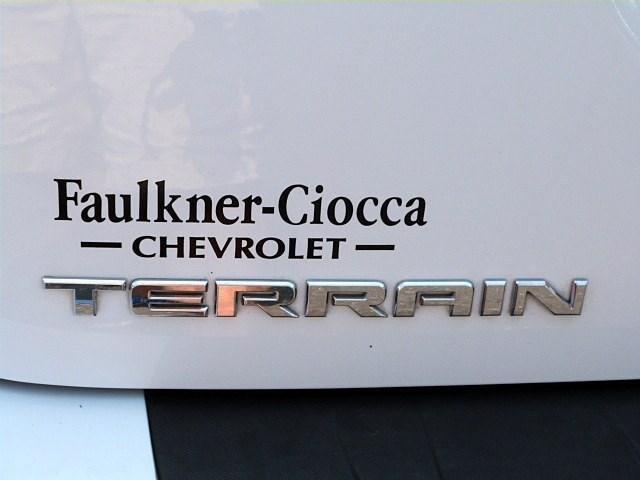 Faulkner-Ciocca
CHEVROLET
TERRAIN